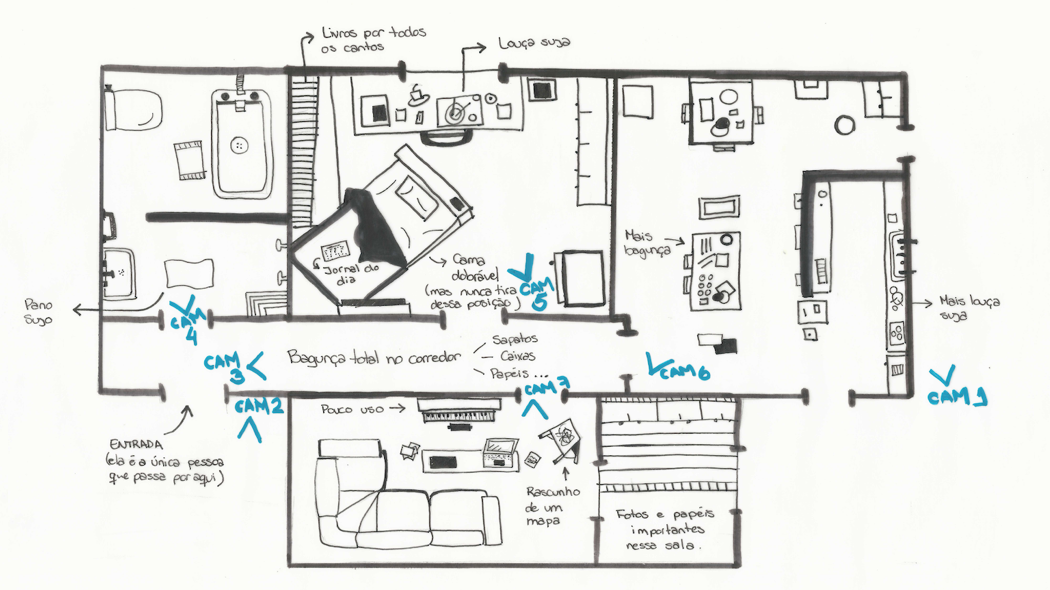 Livros por todos
os cantos
Louça suja
Mais
bagunça
Jornal do
dia
Cama
dobrável
(mas nunca tira
dessa posição)
CAM
5
Pano
Sujo
CAM
4
Mais louça
suja
CAM
3
Bagunça total no corredor
Sapatos
Caixas
Papéis ...
CAM 6
CAM 1
CAM 2
CAM 7
Pouco uso
ENTRADA
(ela é a única pessoa
que passa por aqui)
Rascunho
de um
mapa
Fotos e papéis
importantes
nessa sala.